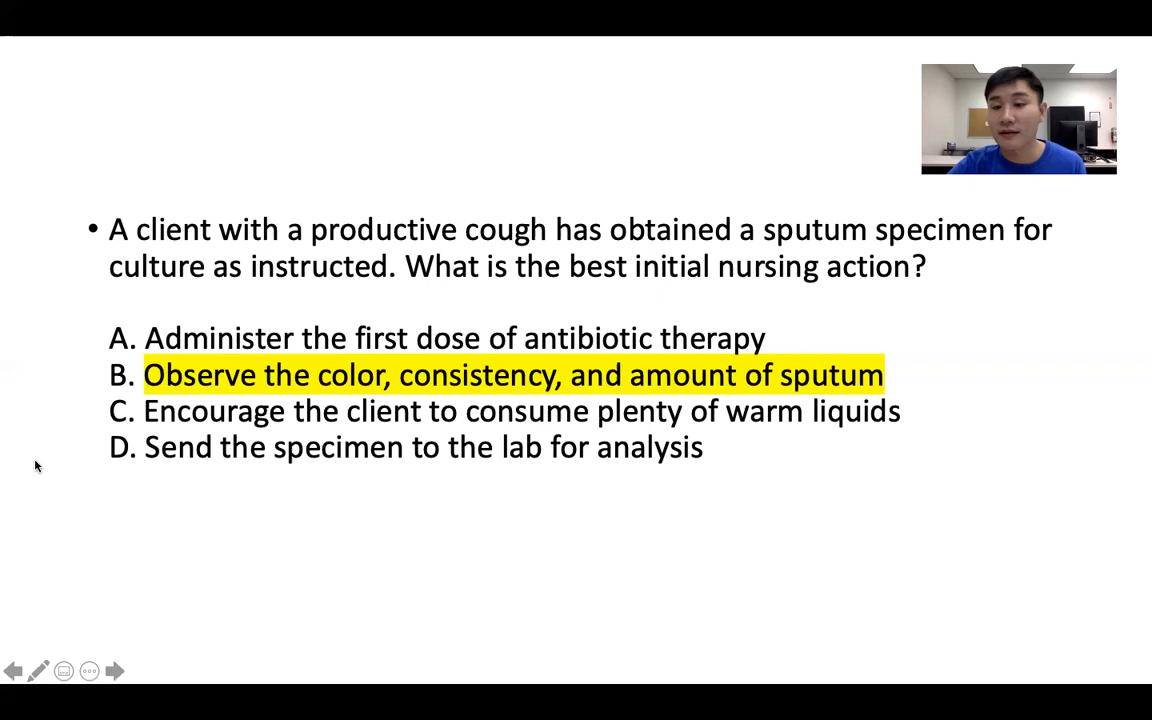 • A client with a productive cough has obtained a sputum specimen for
culture as instructed. What is the best initial nursing action?
A. Administer the first dose of antibiotic therapy
B. Observe the color, consistency, and amount of sputum
C. Encourage the client to consume plenty of warm liquids
D. Send the specimen to the lab for analysis